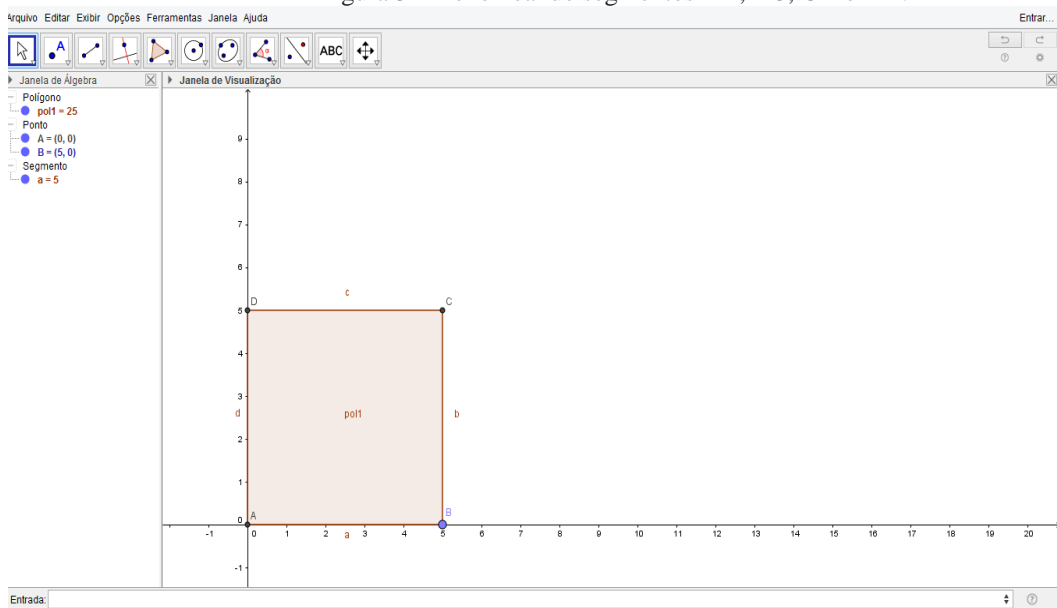 Arquivo Editar Exibir Opções Ferramentas Janela Ajuda
Entrar...
A
ABC
Janela de Álgebra
Polígono
pol1 = 25
Ponto
A = (0, 0)
B = (5, 0)
Segmento
a = 5
Janela de Visualização
9
8
7
6
D
c
C
5
4
3
d
pol1
b
2
1
0
A
B
-1
0
1
2
a
3
4
5
6
7
8
9
10
11
12
13
14
15
16
17
18
19
20
-1
Entrada: